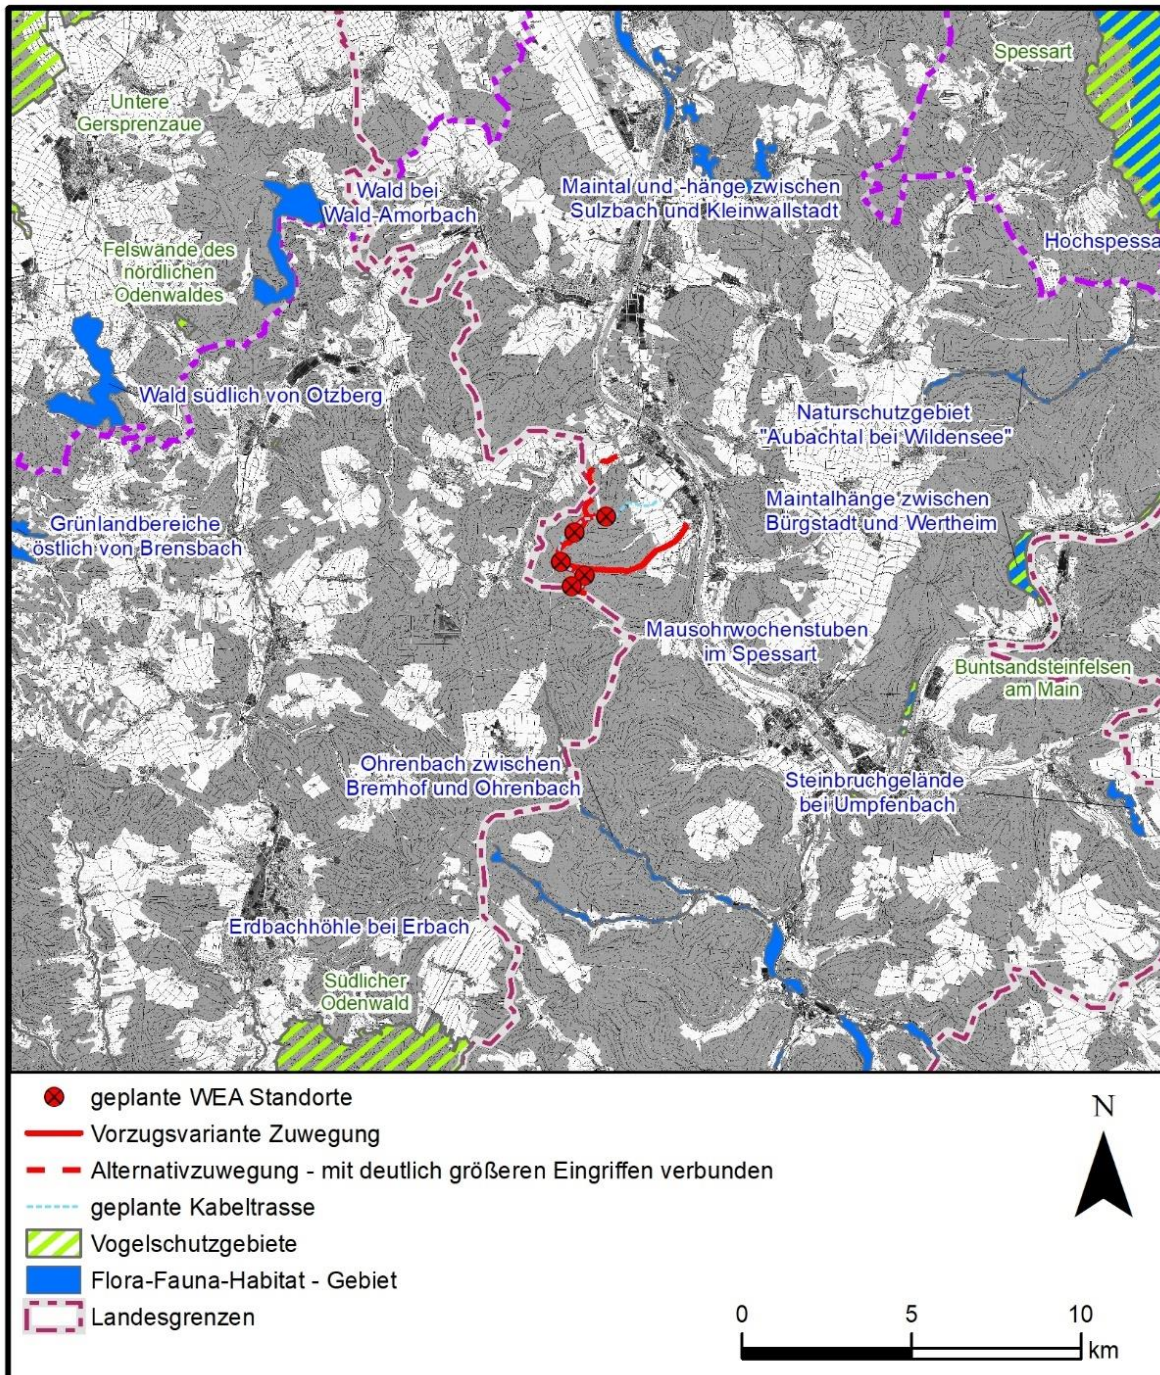 Spessart
Untere
Gersprenzaue
Wald bei
Wald-Amorbach
Maintal und -hänge zwischen
Sulzbach und Kleinwallstadt
Hochspessa
Felswände des
nördlichen
Odenwaldes
Wald südlich von Otzberg
Naturschutzgebiet
"Aubachtal bei Wildensee"
Grünlandbereiche
östlich von Brensbach
Maintalhänge zwischen
Bürgstadt und Wertheim
Mausohrwochenstuben
im Spessart
Buntsandsteinfelsen
am Main
Ohrenbach zwischen
Bremhof und Ohrenbach
Steinbruchgelände
bei Umpfenbach
Erdbachhöhle bei Erbach
Südlicher
Odenwald
geplante WEA Standorte
Vorzugsvariante Zuwegung
Alternativzuwegung - mit deutlich größeren Eingriffen verbunden
geplante Kabeltrasse
Vogelschutzgebiete
Flora-Fauna-Habitat - Gebiet
Landesgrenzen
N
0 5 10
km